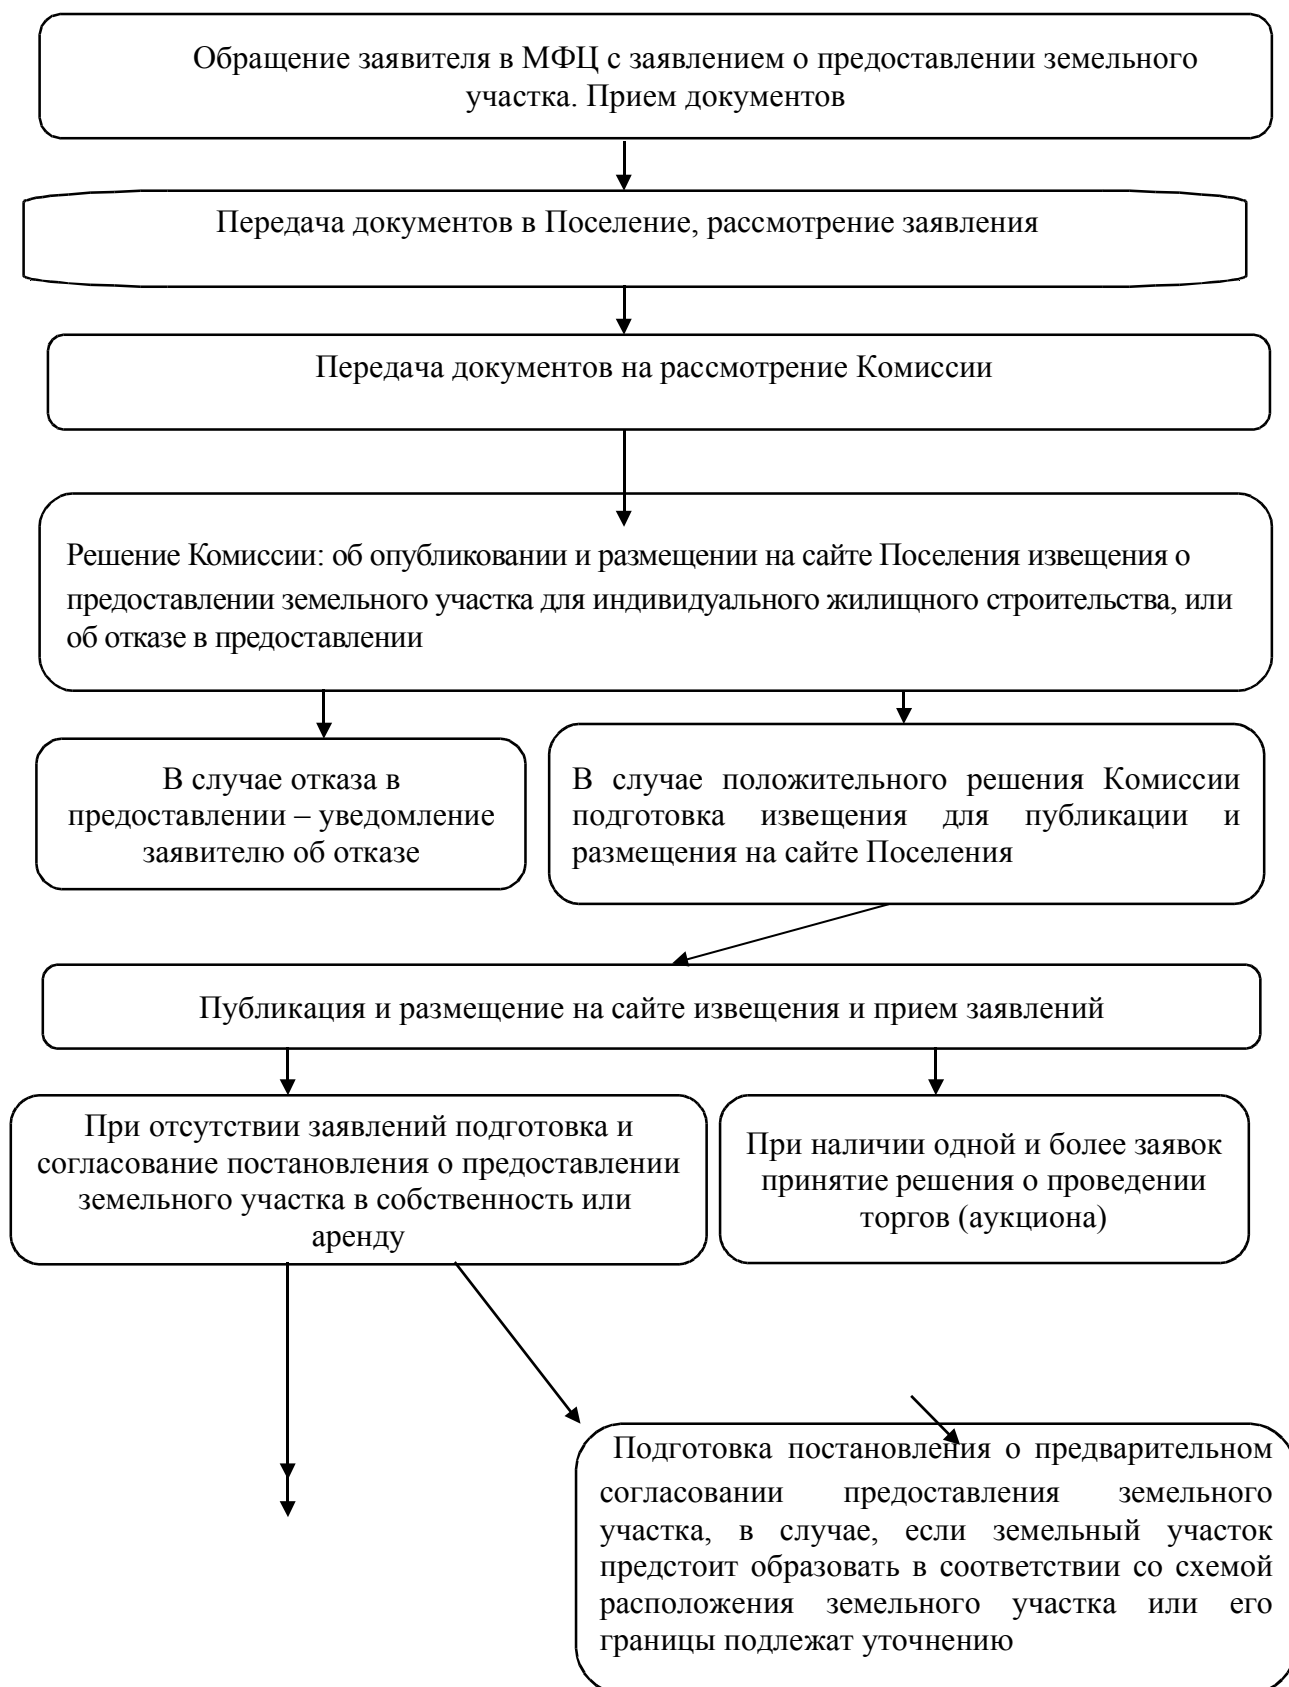 Обращение заявителя в МФЦ с заявлением о предоставлении земельного
участка. Прием документов
Передача документов в Поселение, рассмотрение заявления
Передача документов на рассмотрение Комиссии
Решение Комиссии: об опубликовании и размещении на сайте Поселения извещения о
предоставлении земельного участка для индивидуального жилищного строительства, или
об отказе в предоставлении
В случае отказа в
предоставлении – уведомление
заявителю об отказе
В случае положительного решения Комиссии
подготовка извещения для публикации и
размещения на сайте Поселения
Публикация и размещение на сайте извещения и прием заявлений
При отсутствии заявлений подготовка и
согласование постановления о предоставлении
земельного участка в собственность или
аренду
При наличии одной и более заявок
принятие решения о проведении
торгов (аукциона)
Подготовка постановления о предварительном
согласовании предоставления земельного
участка, в случае, если земельный участок
предстоит образовать в соответствии со схемой
расположения земельного участка или его
границы подлежат уточнению